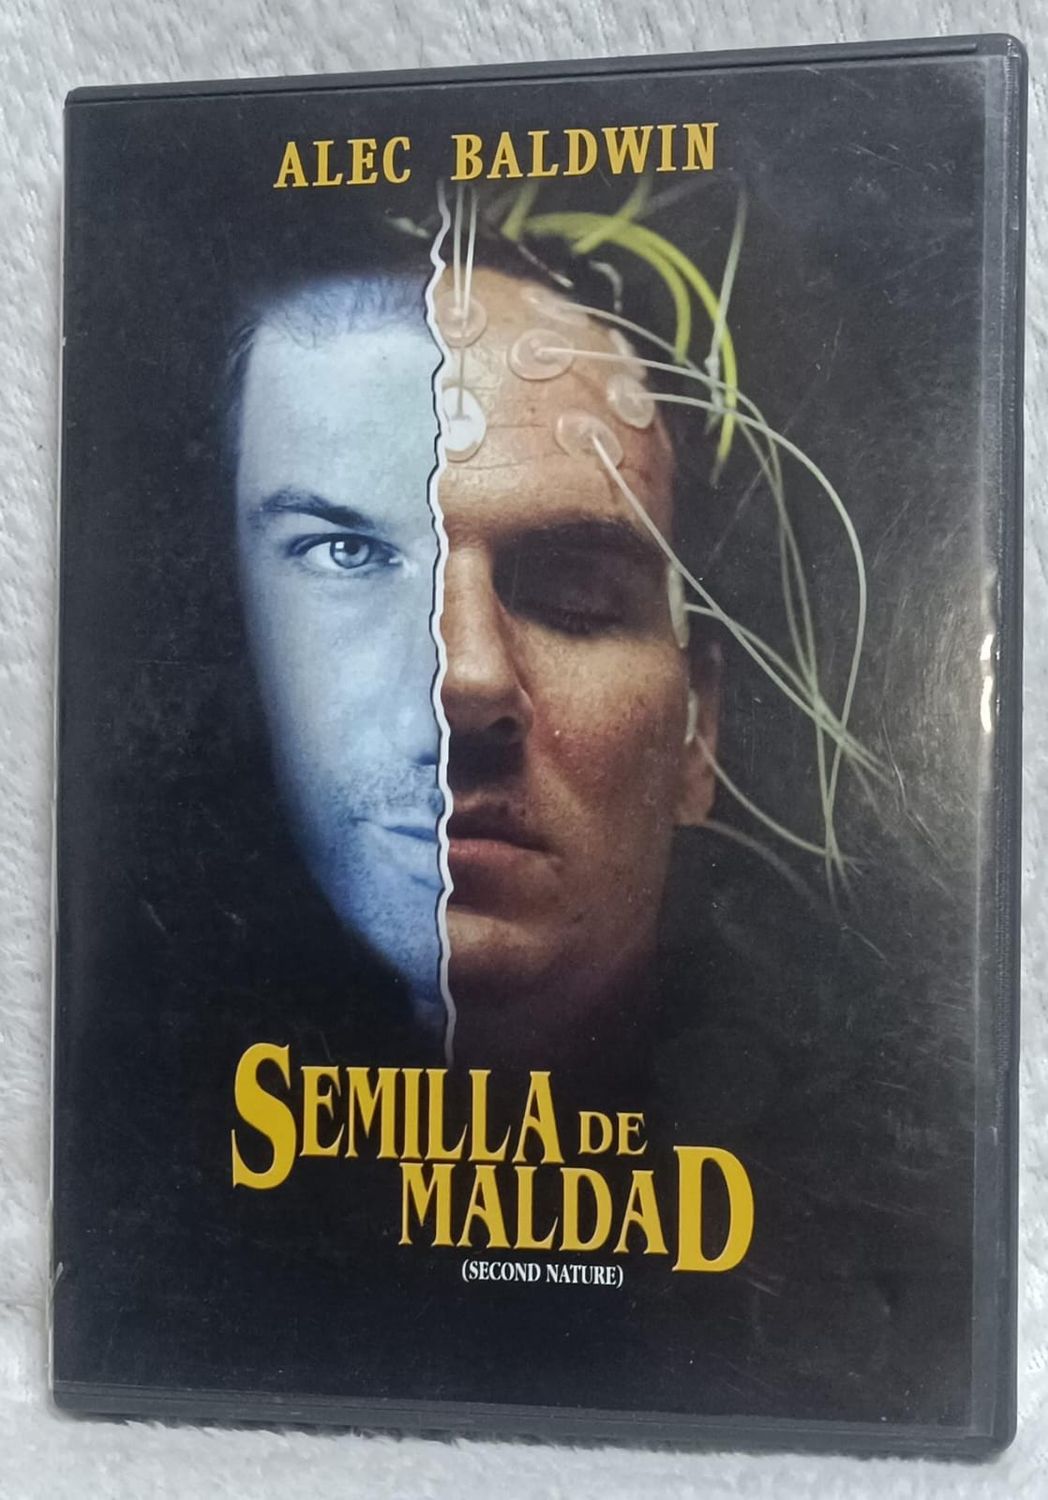 ALEC BALDWIN
SEMILLA DE
MALDAD
(SECOND NATURE)